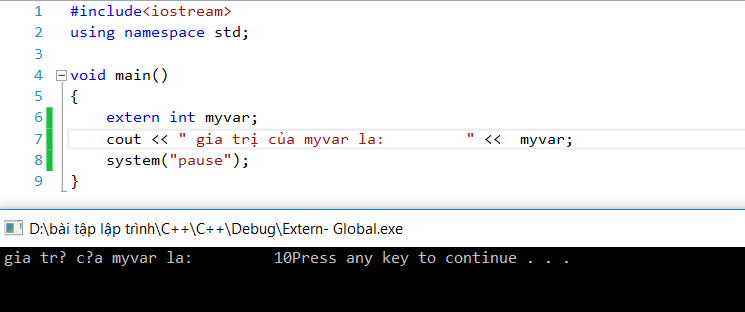 1 #include<iostream>
2 using namespace std;
3
4 void main()
5 {
6 extern int myvar;
7 cout << " gia trị của myvar la:        " <<  myvar;
8 system("pause");
9 }
D:\bài tập lập trình\C++\C++\Debug\Extern- Global.exe
gia tr? c?a myvar la:        10Press any key to continue . . .